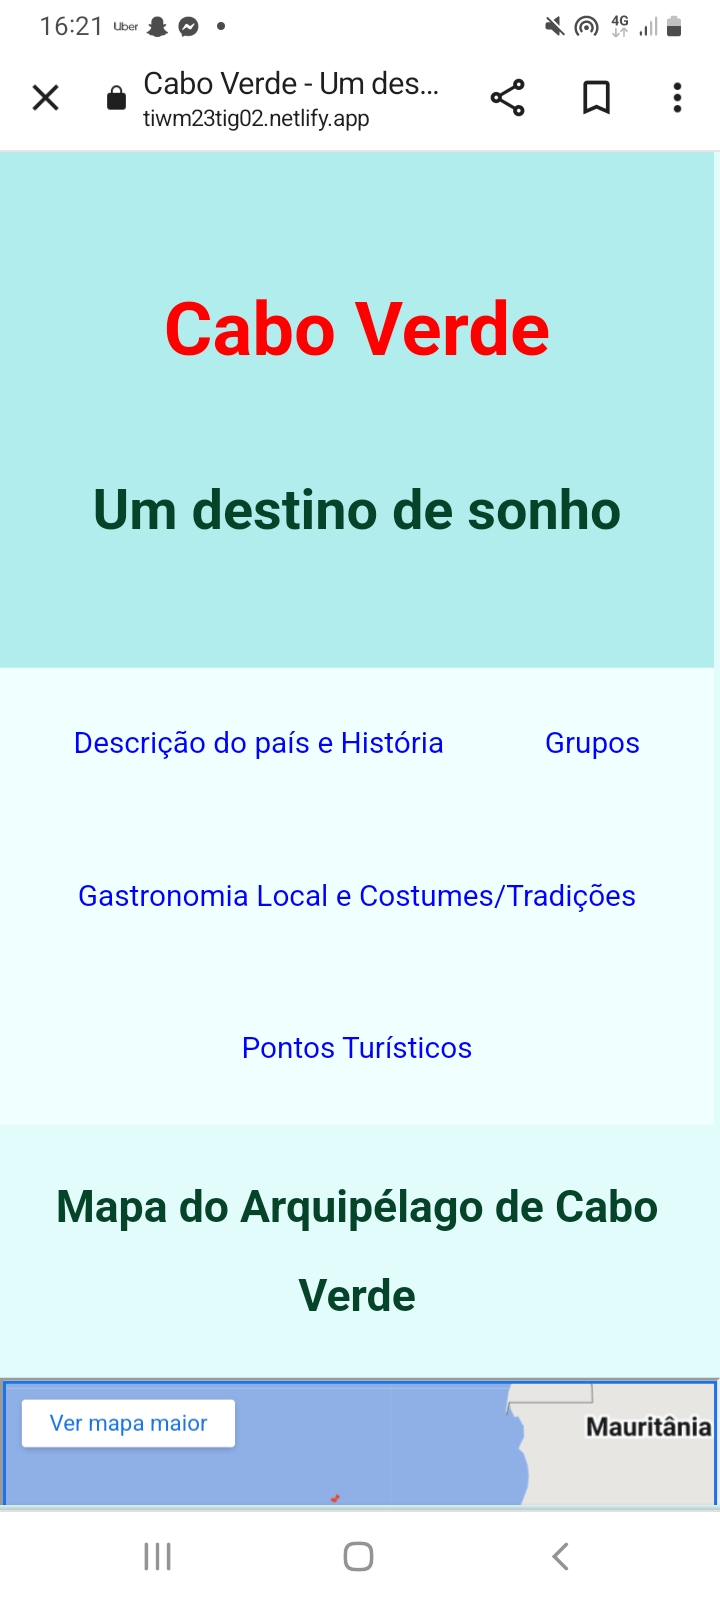 16:21 Uber 4G
Cabo Verde - Um des...
tiwm23tig02.netlify.app
Cabo Verde
Um destino de sonho
Descrição do país e História Grupos
Gastronomia Local e Costumes/Tradições
Pontos Turísticos
Mapa do Arquipélago de Cabo
Verde
Ver mapa maior
Mauritânia